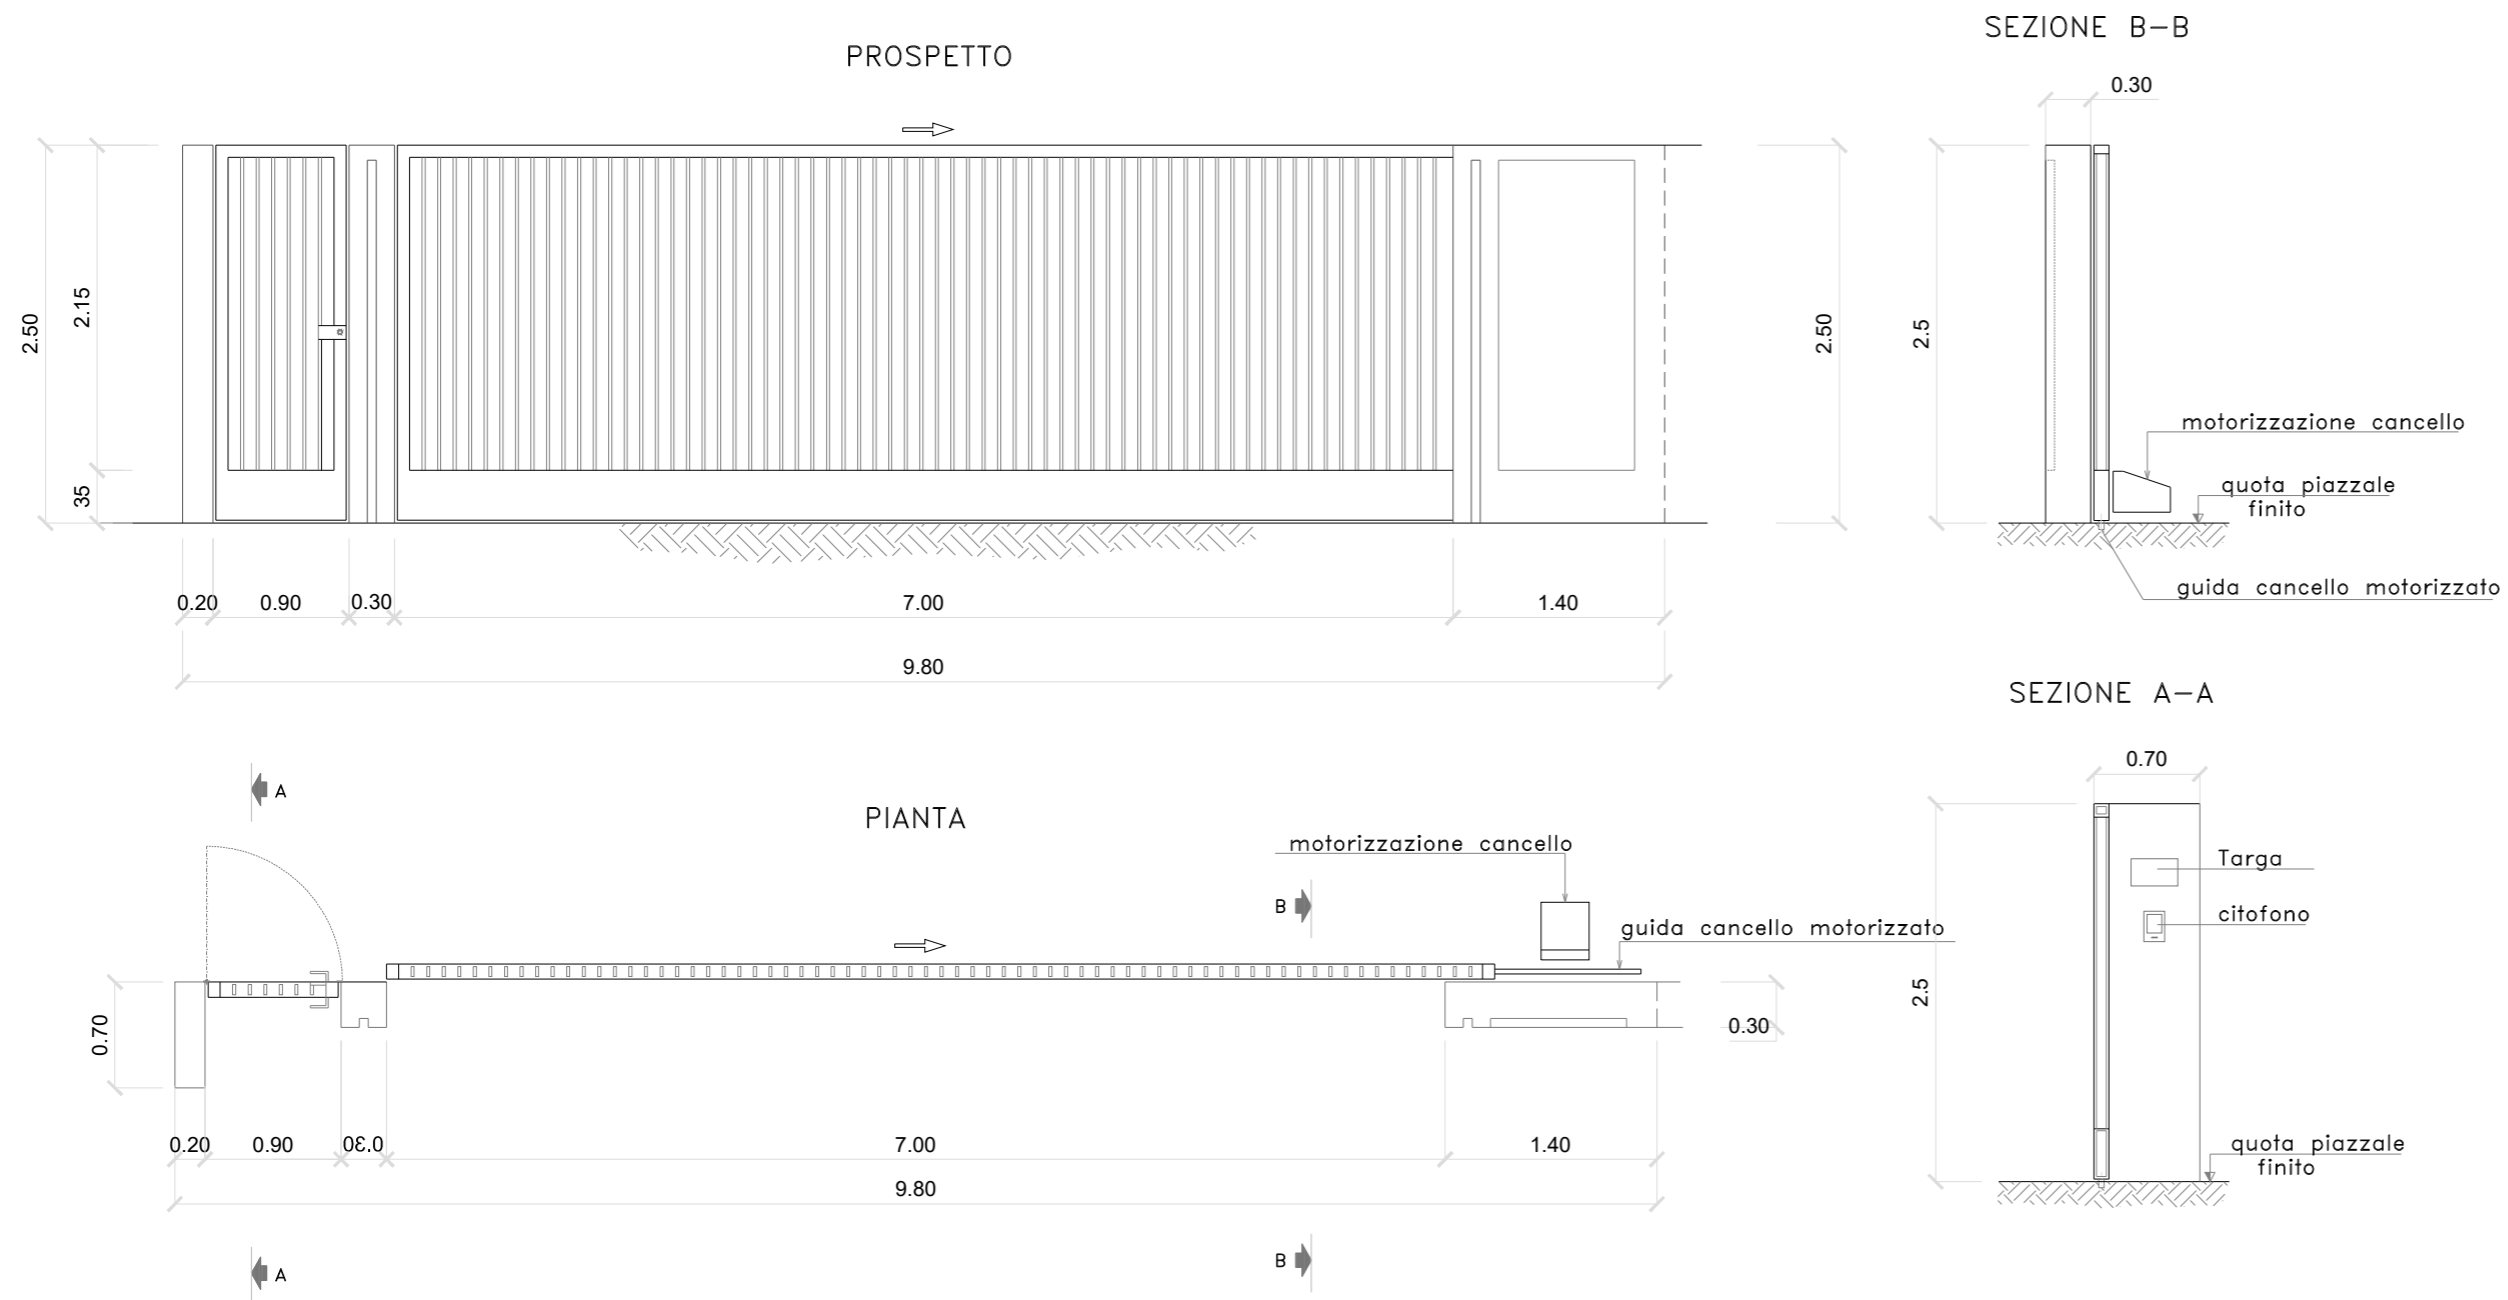 PROSPETTO
2.50
2.15
35
2.50
0.20
0.90
0.30
7.00
1.40
9.80
SEZIONE B-B
0.30
2.5
motorizzazione cancello
quota piazzale
finito
guida cancello motorizzato
PIANTA
A
motorizzazione cancello
B
guida cancello motorizzato
0.70
0.30
0.20
0.90
0.30
7.00
1.40
9.80
A
B
SEZIONE A-A
0.70
2.5
Targa
citofono
quota piazzale
finito